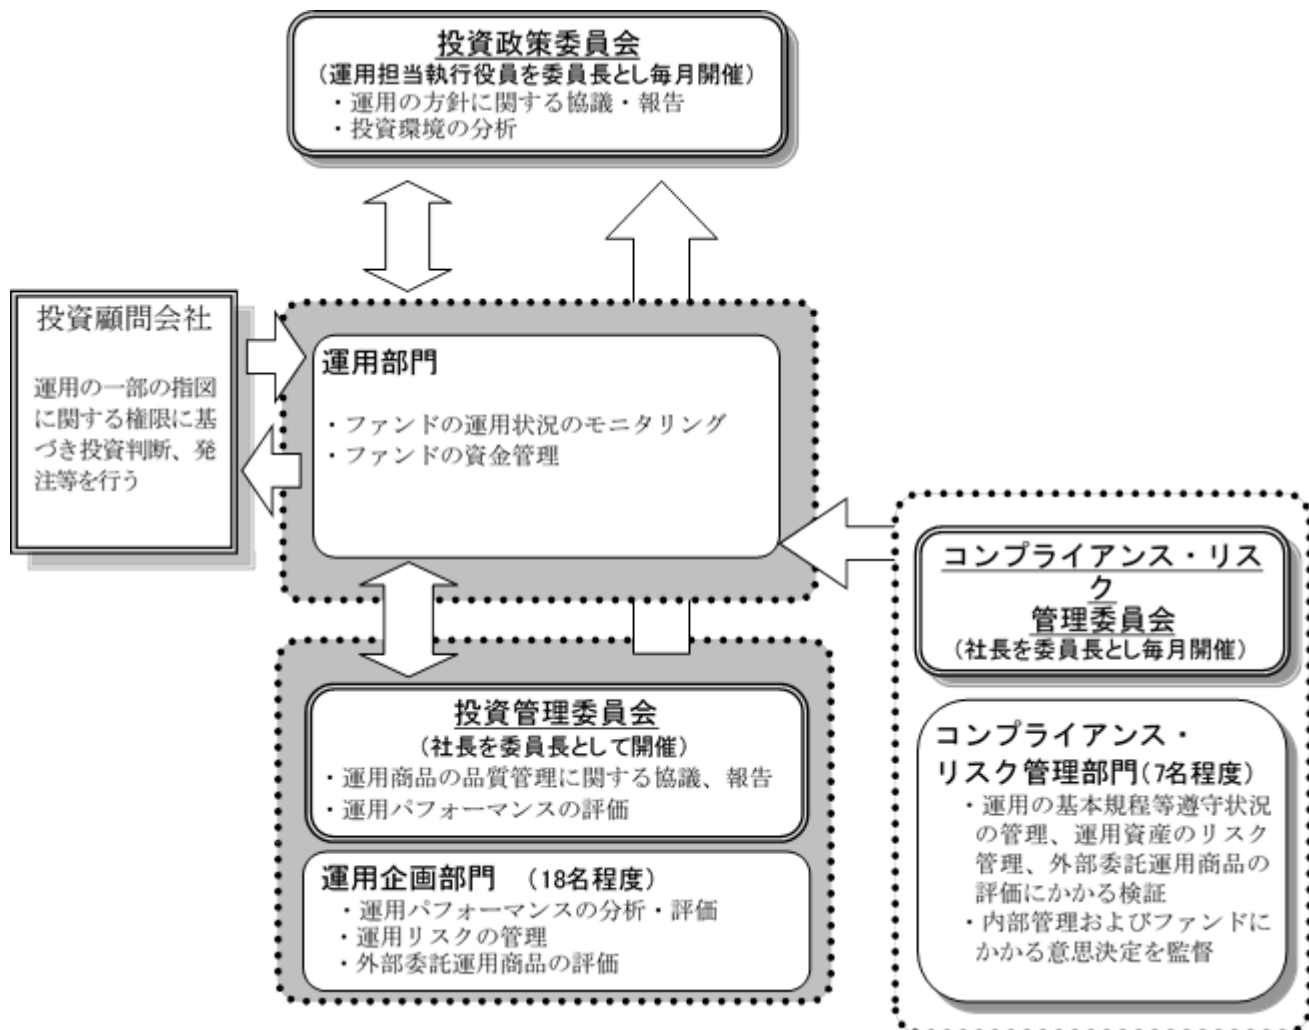 投資政策委員会
（運用担当執行役員を委員長とし毎月開催）
・運用の方針に関する協議・報告
・投資環境の分析
投資顧問会社
運用の一部の指図
に関する権限に基
づき投資判断、発
注等を行う
運用部門
・ファンドの運用状況のモニタリング
・ファンドの資金管理
コンプライアンス・リス
ク
管理委員会
（社長を委員長とし毎月開催）
投資管理委員会
（社長を委員長として開催）
・運用商品の品質管理に関する協議、報告
・運用パフォーマンスの評価
運用企画部門　（18名程度）
・運用パフォーマンスの分析・評価
・運用リスクの管理
・外部委託運用商品の評価
コンプライアンス・
リスク管理部門（7名程度）
・運用の基本規程等遵守状況
の管理、運用資産のリスク
管理、外部委託運用商品の
評価にかかる検証
・内部管理およびファンドに
かかる意思決定を監督